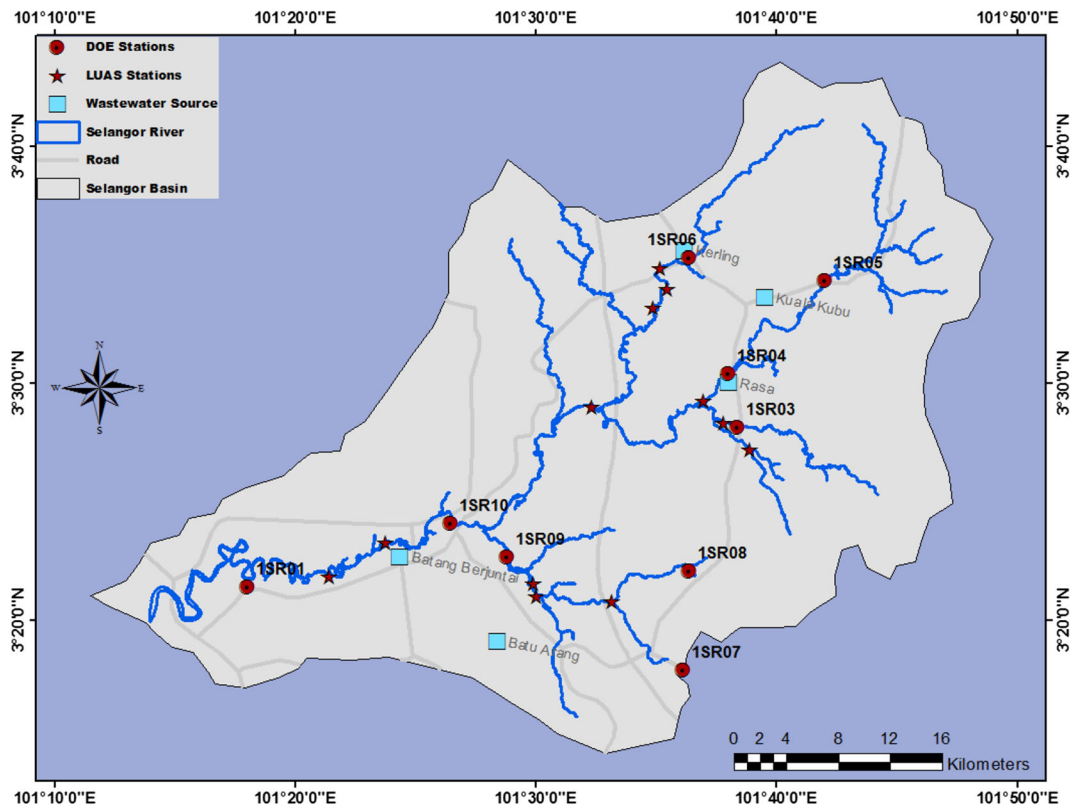 101°10'0"E 101°20'0"E 101°30'0"E 101°40'0"E 101°50'0"E
DOE Stations
LUAS Stations
Wastewater Source
Selangor River
Road
Selangor Basin
3°40'0"N
3°40'0"N
1SR06
Kerling
1SR05
Kuala Kubu
N
W E
S
1SR04
3°30'0"N
Rasa
3°30'0"N
1SR03
1SR10
1SR09
1SR08
Batang Berjuntai
1SR01
3°20'0"N
3°20'0"N
Batu Arang
1SR07
0 2 4 8 12 16
Kilometers
101°10'0"E 101°20'0"E 101°30'0"E 101°40'0"E 101°50'0"E